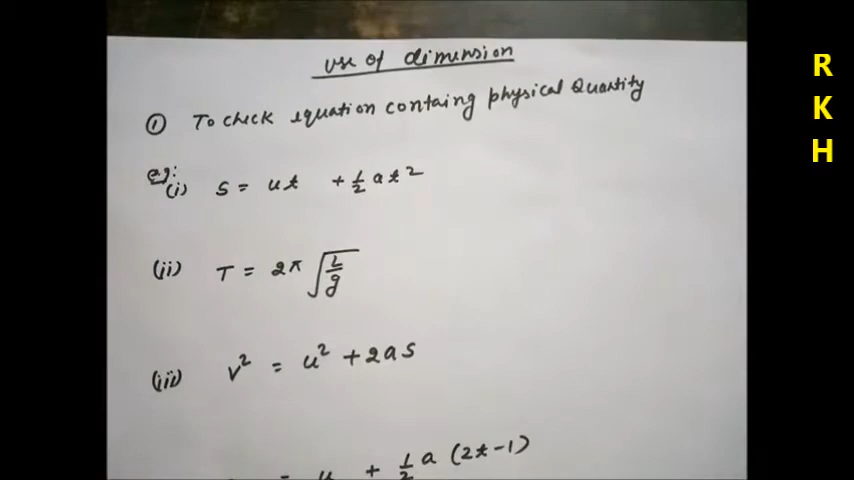 use of dimension
① To check equation containg physical Quantity
eg:
(i) s = ut + 1/2 at²
(ii) T = 2π √(L/g)
(iii) v² = u² + 2as
= u + 1/2 a (2t-1)
R
K
H